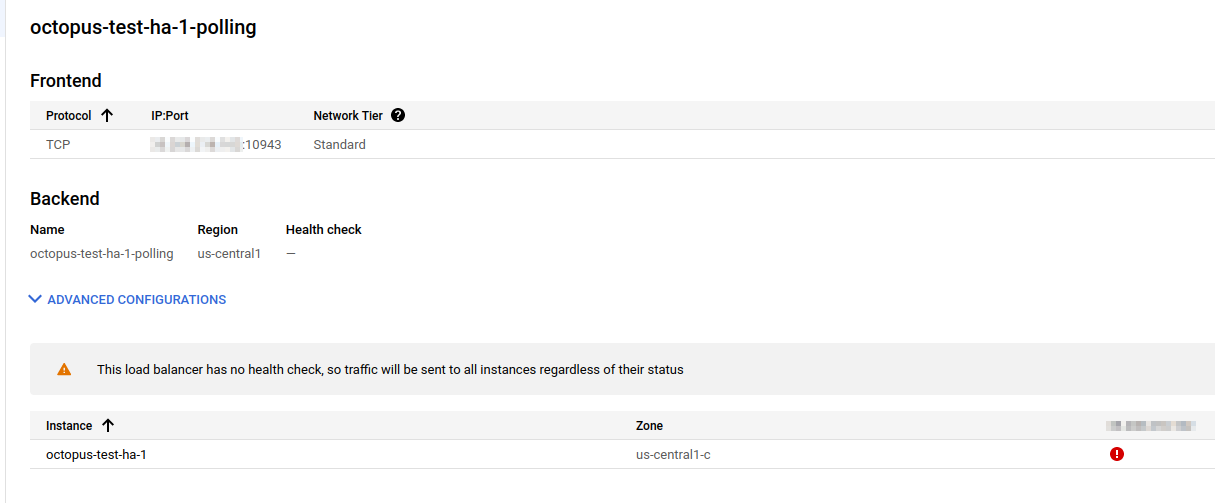 octopus-test-ha-1-polling
Frontend
Protocol IP:Port Network Tier ?
TCP :10943 Standard
Backend
Name Region Health check
octopus-test-ha-1-polling us-central1 —
ADVANCED CONFIGURATIONS
This load balancer has no health check, so traffic will be sent to all instances regardless of their status
Instance Zone
octopus-test-ha-1 us-central1-c